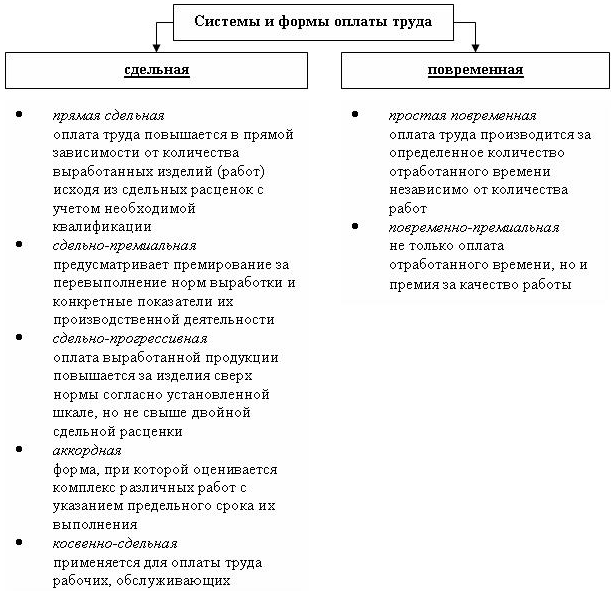 Системы и формы оплаты труда
сдельная
прямая сдельная
оплата труда повышается в прямой
зависимости от количества
выработанных изделий (работ)
исходя из сдельных расценок с
учетом необходимой
квалификации
сдельно-премиальная
предусматривает премирование за
перевыполнение норм выработки и
конкретные показатели их
производственной деятельности
сдельно-прогрессивная
оплата выработанной продукции
повышается за изделия сверх
нормы согласно установленной
шкале, но не свыше двойной
сдельной расценки
аккордная
форма, при которой оценивается
комплекс различных работ с
указанием предельного срока их
выполнения
косвенно-сдельная
применяется для оплаты труда
рабочих, обслуживающих
повременная
простая повременная
оплата труда производится за
определенное количество
отработанного времени
независимо от количества
работ
повременно-премиальная
не только оплата
отработанного времени, но и
премия за качество работы